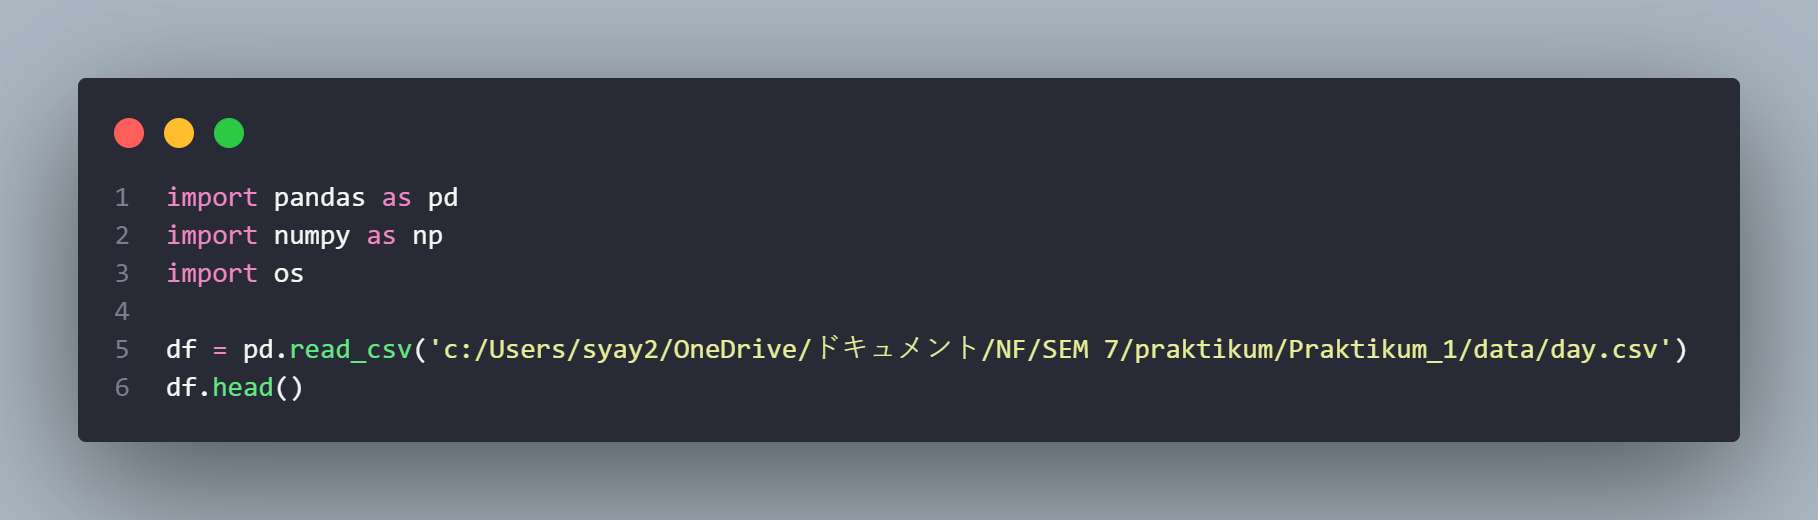 1 import pandas as pd
2 import numpy as np
3 import os
4
5 df = pd.read_csv('c:/Users/syay2/OneDrive/ドキュメント/NF/SEM 7/praktikum/Praktikum_1/data/day.csv')
6 df.head()